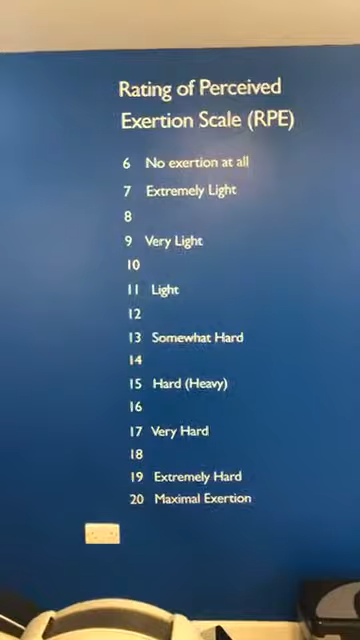 Rating of Perceived
Exertion Scale (RPE)
6 No exertion at all
7 Extremely Light
8
9 Very Light
10
11 Light
12
13 Somewhat Hard
14
15 Hard (Heavy)
16
17 Very Hard
18
19 Extremely Hard
20 Maximal Exertion